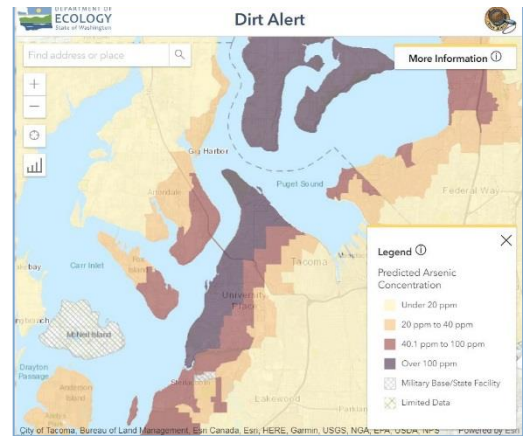 DEPARTMENT OF
ECOLOGY
State of Washington
Dirt Alert
Find address or place
More Information
Gig Harbor
Artondale
Puget Sound
Federal Way
Carr Inlet
Fox
Island
Tacoma
University
Place
McNeil Island
Drayton
Passage
Anderson
Island
Steilacoom
Lakewood
Legend
Predicted Arsenic
Concentration
Under 20 ppm
20 ppm to 40 ppm
40.1 ppm to 100 ppm
Over 100 ppm
Military Base/State Facility
Limited Data
City of Tacoma, Bureau of Land Management, Esri Canada, Esri, HERE, Garmin, USGS, NGA, EPA, USDA, NPS
Powered by Esri